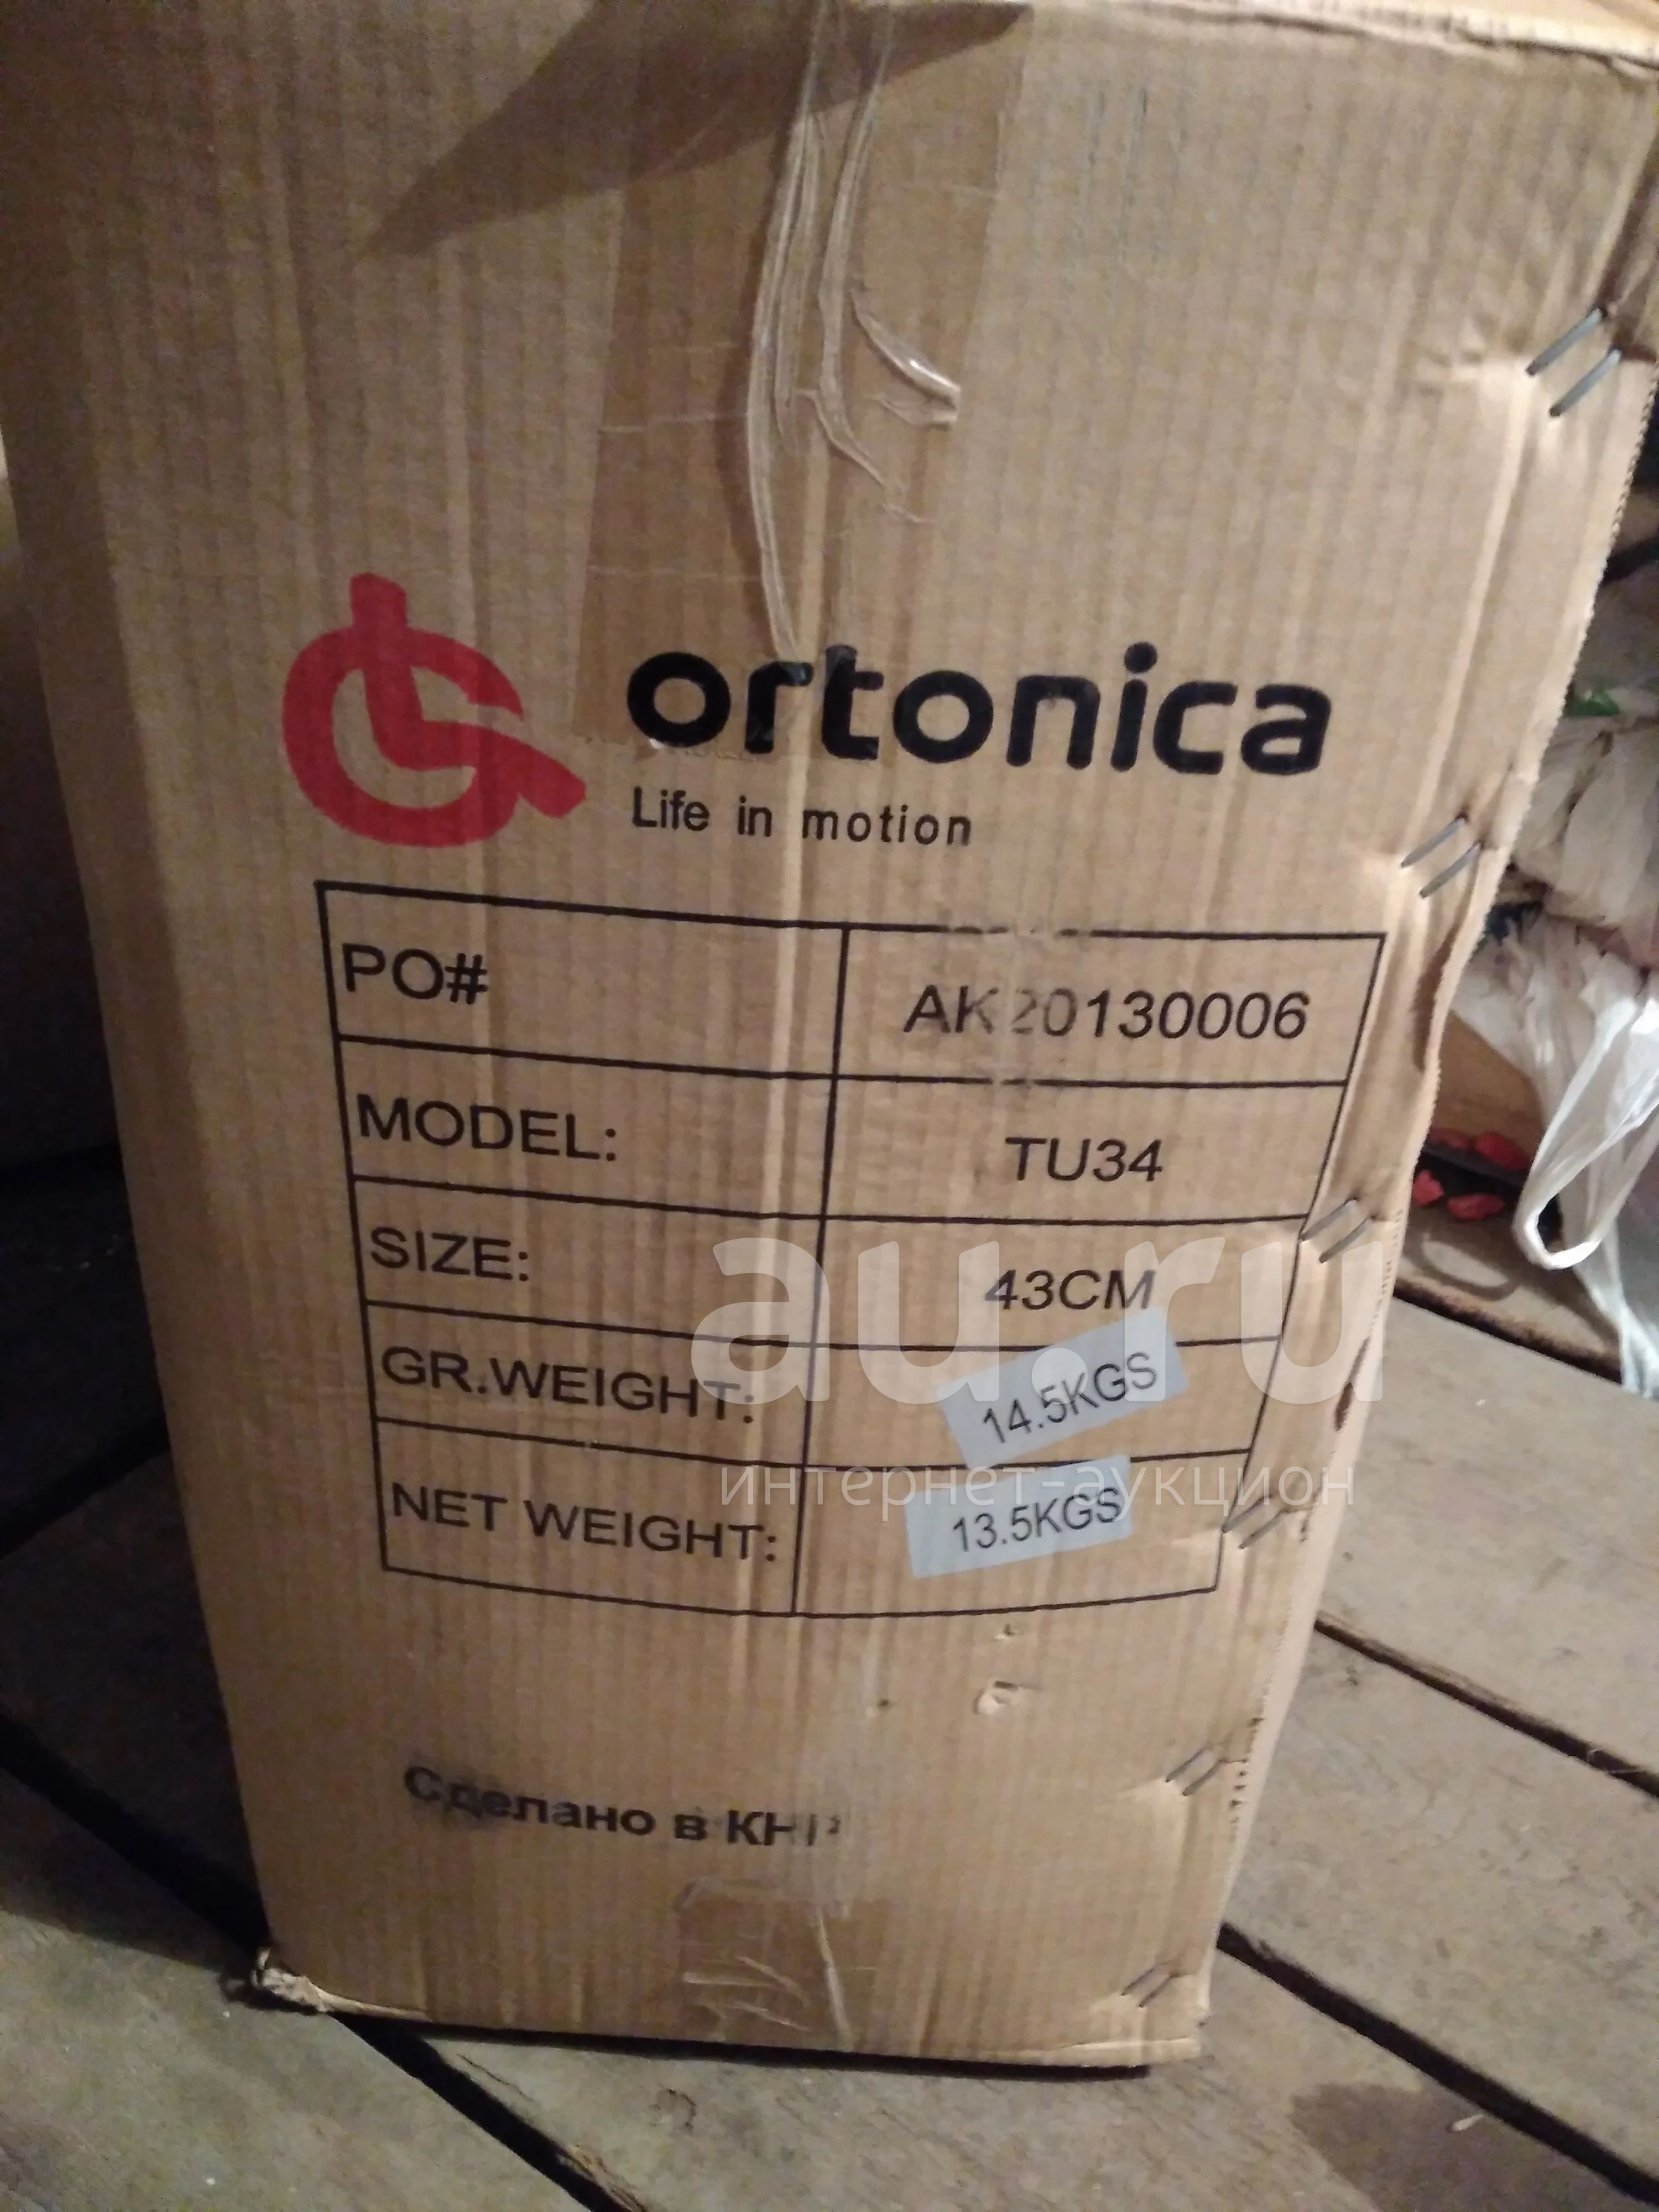 ortonica
Life in motion
PO# AK20130006
MODEL: TU34
SIZE: 43CM
GR.WEIGHT: 14.5KGS
NET WEIGHT: 13.5KGS
au.ru
интернет-аукцион
Сделано в КНР